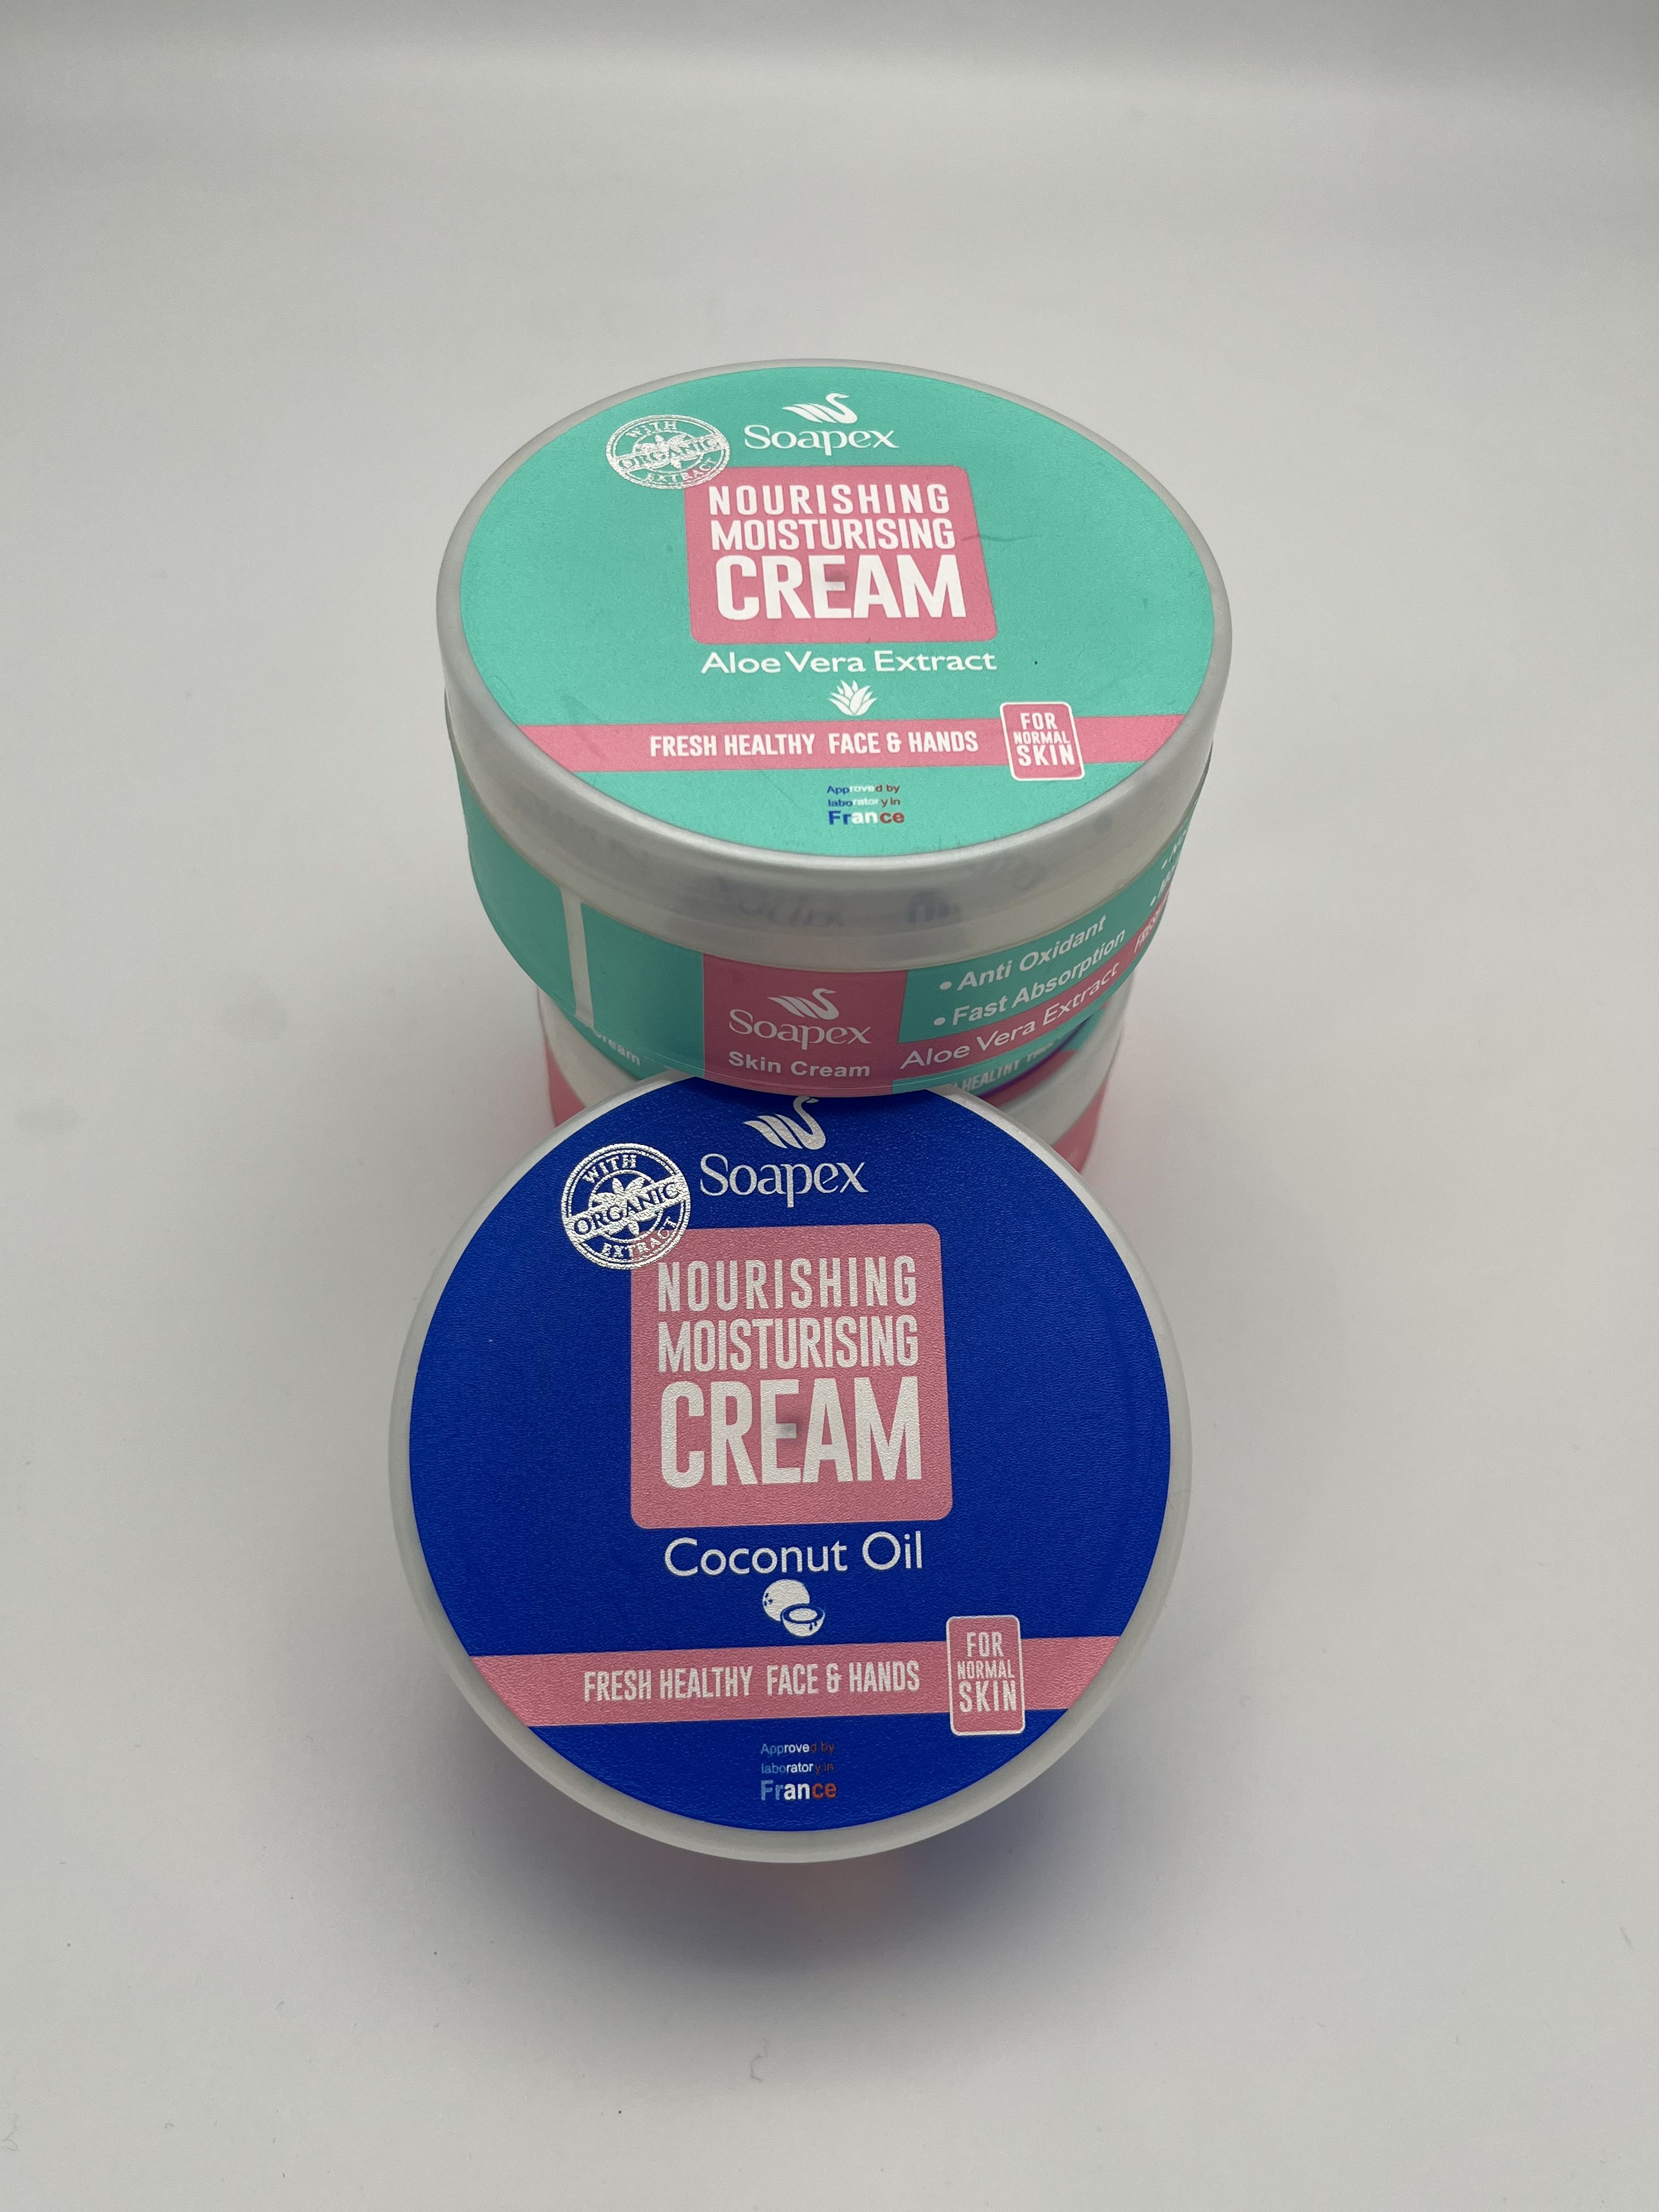 Soapex
WITH
ORGANIC
EXTRACT
NOURISHING
MOISTURISING
CREAM
Aloe Vera Extract
FRESH HEALTHY FACE & HANDS
FOR
NORMAL
SKIN
Approved by
laboratory in
France
Soapex
Skin Cream
• Anti Oxidant
• Fast Absorption
Aloe Vera Extract
HEALTHY
Cream
Soapex
WITH
ORGANIC
EXTRACT
NOURISHING
MOISTURISING
CREAM
Coconut Oil
FRESH HEALTHY FACE & HANDS
FOR
NORMAL
SKIN
Approved by
laboratory in
France